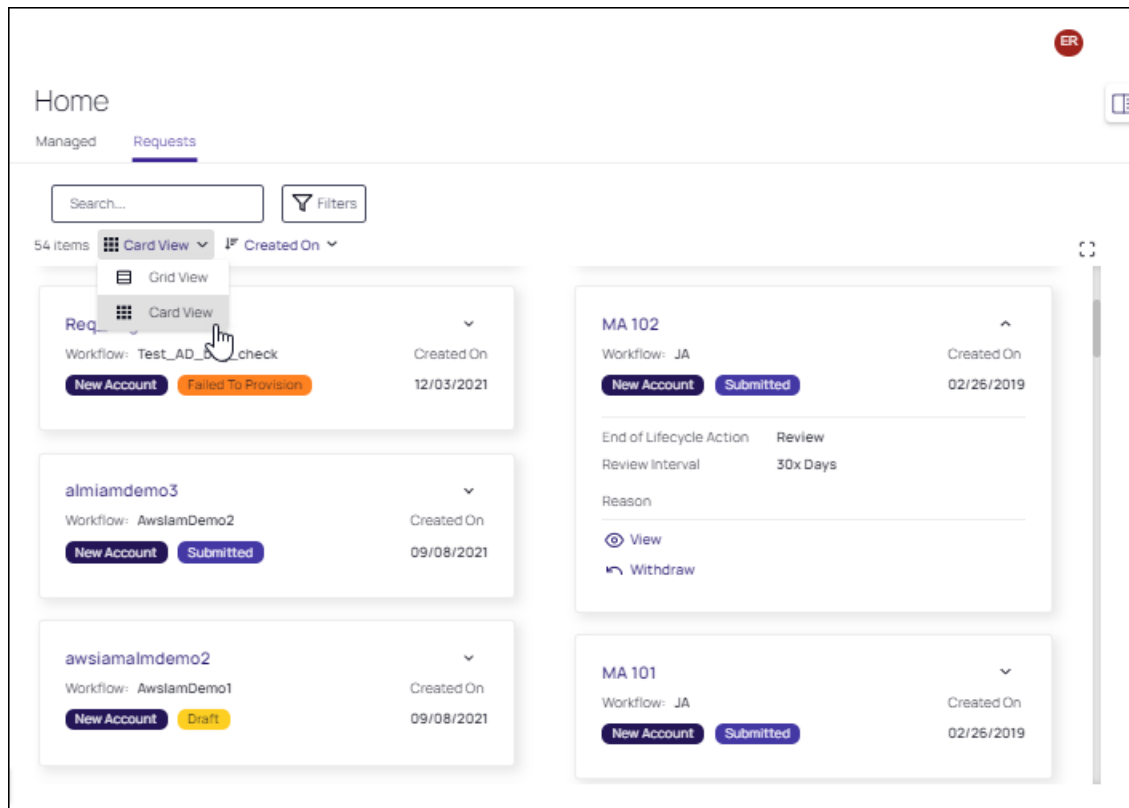 ER
Home
Managed Requests
Search... Filters
54 items Card View Created On
Grid View
Card View
Workflow: Test_AD_ check Created On
New Account Failed To Provision 12/03/2021
almiamdemo3
Workflow: AwsIamDemo2 Created On
New Account Submitted 09/08/2021
awsiamalmdemo2
Workflow: AwsIamDemo1 Created On
New Account Draft 09/08/2021
MA 102
Workflow: JA Created On
New Account Submitted 02/26/2019
End of Lifecycle Action Review
Review Interval 30x Days
Reason
View
Withdraw
MA 101
Workflow: JA Created On
New Account Submitted 02/26/2019